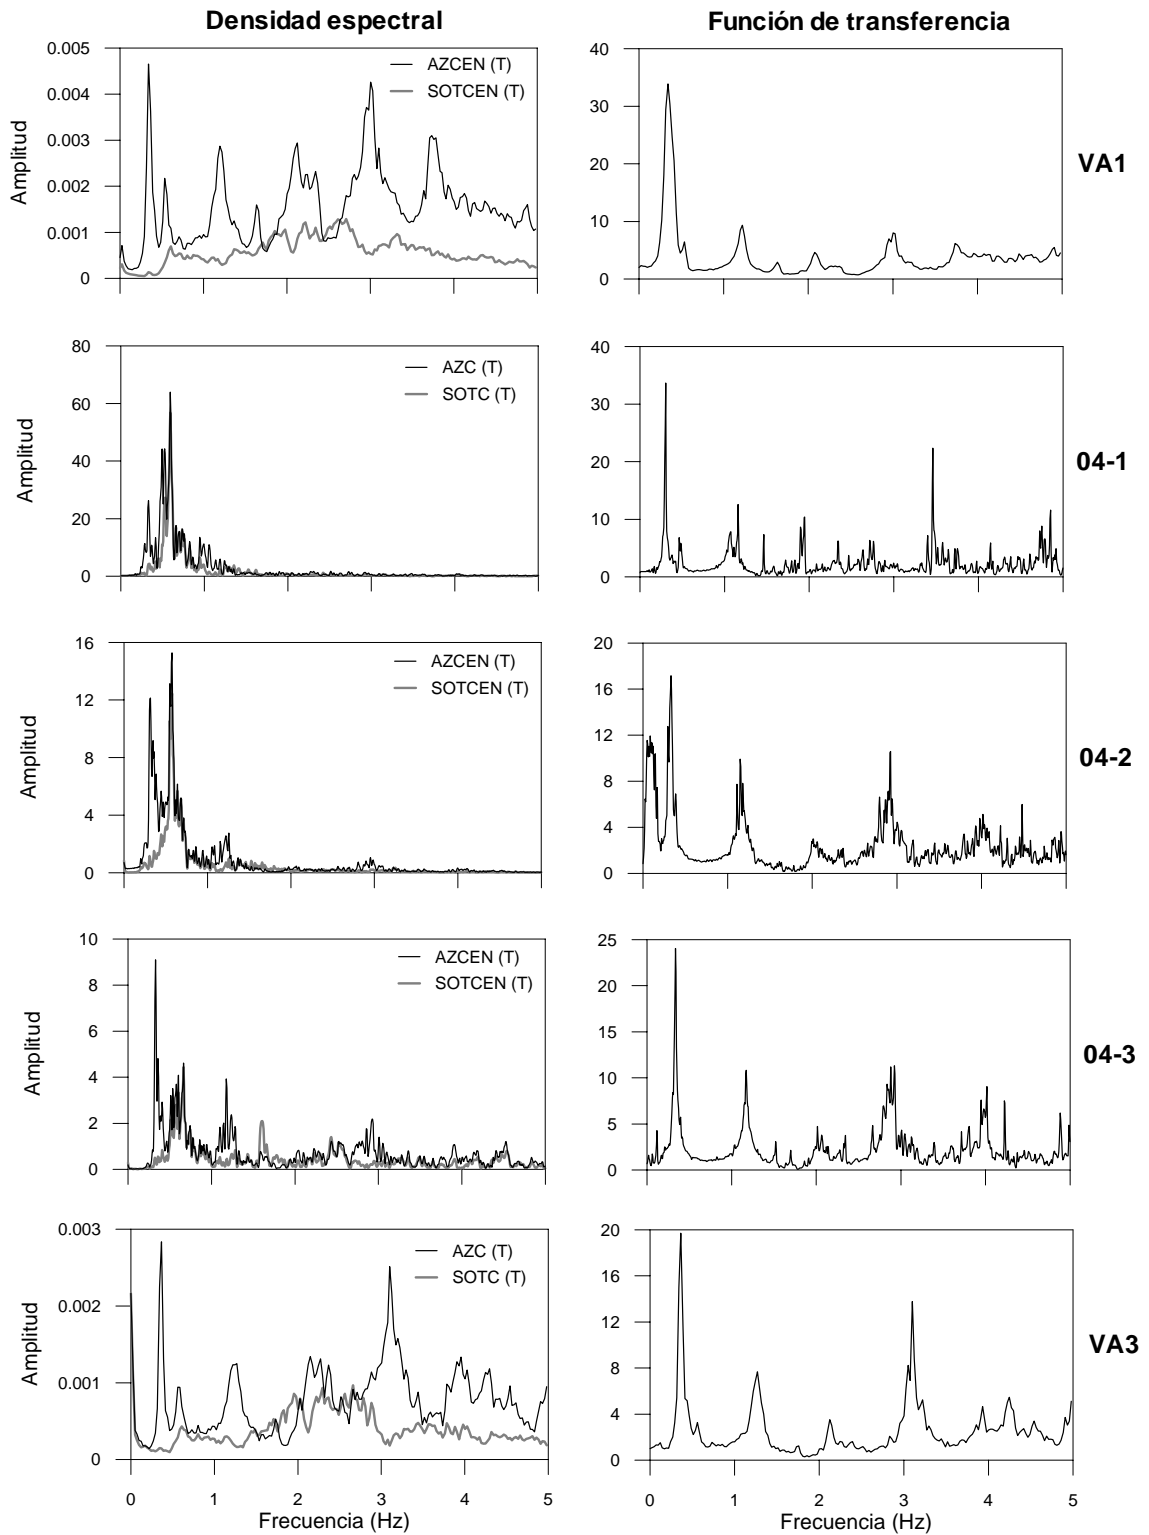 Densidad espectral
Función de transferencia
0.005
0.004
0.003
0.002
0.001
0
Amplitud
AZCEN (T)
SOTCEN (T)
40
30
20
10
0
VA1
80
60
40
20
0
Amplitud
AZC (T)
SOTC (T)
40
30
20
10
0
04-1
16
12
8
4
0
Amplitud
AZCEN (T)
SOTCEN (T)
20
16
12
8
4
0
04-2
10
8
6
4
2
0
Amplitud
AZCEN (T)
SOTCEN (T)
25
20
15
10
5
0
04-3
0.003
0.002
0.001
0
Amplitud
AZC (T)
SOTC (T)
0 1 2 3 4 5
Frecuencia (Hz)
20
16
12
8
4
0
0 1 2 3 4 5
Frecuencia (Hz)
VA3